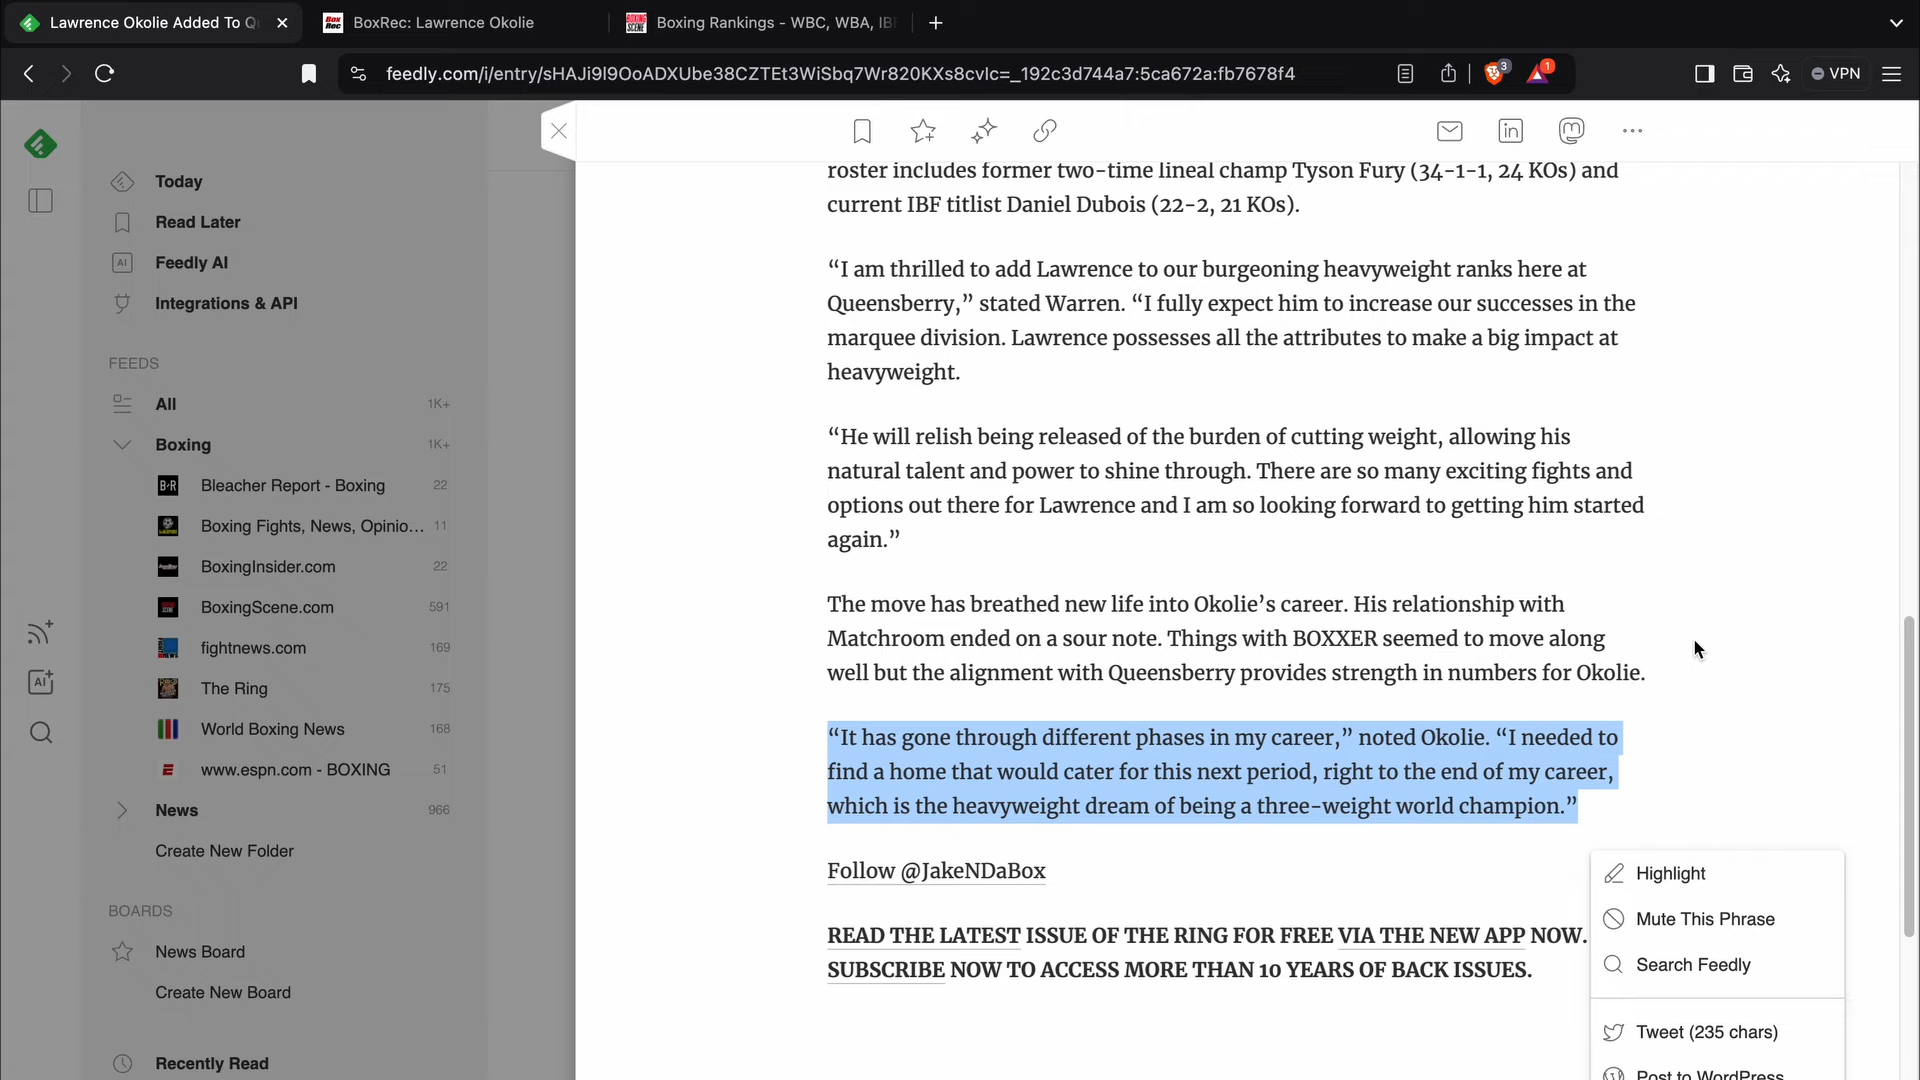 Lawrence Okolie Added To Q
BoxRec: Lawrence Okolie
Boxing Rankings - WBC, WBA, IB
feedly.com/i/entry/sHAJi9l9OoADXUbe38CZTEt3WiSbq7Wr820KXs8cvIc=_192c3d744a7:5ca672a:fb7678f4
3
1
VPN
Today
Read Later
AI
Feedly AI
Integrations & API
FEEDS
All 1K+
Boxing 1K+
B/R
Bleacher Report - Boxing 22
Boxing Fights, News, Opinio... 11
BoxingInsider.com 22
BoxingScene.com 591
fightnews.com 169
The Ring 175
World Boxing News 168
www.espn.com - BOXING 51
News 966
Create New Folder
BOARDS
News Board
Create New Board
Recently Read
AI
roster includes former two-time lineal champ Tyson Fury (34-1-1, 24 KOs) and
current IBF titlist Daniel Dubois (22-2, 21 KOs).
“I am thrilled to add Lawrence to our burgeoning heavyweight ranks here at
Queensberry,” stated Warren. “I fully expect him to increase our successes in the
marquee division. Lawrence possesses all the attributes to make a big impact at
heavyweight.
“He will relish being released of the burden of cutting weight, allowing his
natural talent and power to shine through. There are so many exciting fights and
options out there for Lawrence and I am so looking forward to getting him started
again.”
The move has breathed new life into Okolie’s career. His relationship with
Matchroom ended on a sour note. Things with BOXXER seemed to move along
well but the alignment with Queensberry provides strength in numbers for Okolie.
“It has gone through different phases in my career,” noted Okolie. “I needed to
find a home that would cater for this next period, right to the end of my career,
which is the heavyweight dream of being a three-weight world champion.”
Follow @JakeNDaBox
READ THE LATEST ISSUE OF THE RING FOR FREE VIA THE NEW APP NOW.
SUBSCRIBE NOW TO ACCESS MORE THAN 10 YEARS OF BACK ISSUES.
Highlight
Mute This Phrase
Search Feedly
Tweet (235 chars)
Post to WordPress